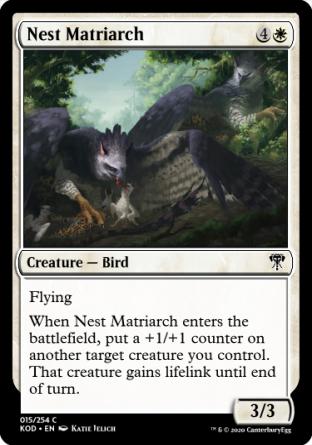 Nest Matriarch 4
Creature — Bird
Flying
When Nest Matriarch enters the
battlefield, put a +1/+1 counter on
another target creature you control.
That creature gains lifelink until end
of turn.
3/3
015/254 C
KOD • EN Katie Jelich
™ & © 2020 CanterburyEgg